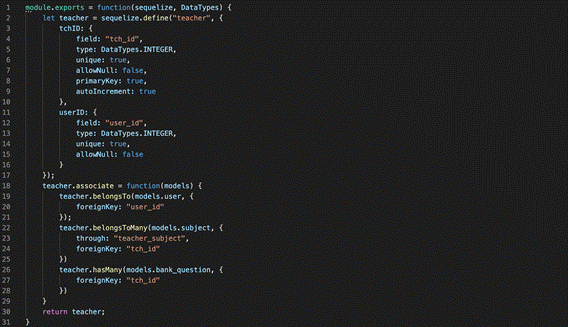 1 module.exports = function(sequelize, DataTypes) {
2     let teacher = sequelize.define("teacher", {
3         tchID: {
4             field: "tch_id",
5             type: DataTypes.INTEGER,
6             unique: true,
7             allowNull: false,
8             primaryKey: true,
9             autoIncrement: true
10         },
11         userID: {
12             field: "user_id",
13             type: DataTypes.INTEGER,
14             unique: true,
15             allowNull: false
16         }
17     });
18     teacher.associate = function(models) {
19         teacher.belongsTo(models.user, {
20             foreignKey: "user_id"
21         });
22         teacher.belongsToMany(models.subject, {
23             through: "teacher_subject",
24             foreignKey: "tch_id"
25         })
26         teacher.hasMany(models.bank_question, {
27             foreignKey: "tch_id"
28         })
29     }
30     return teacher;
31 }